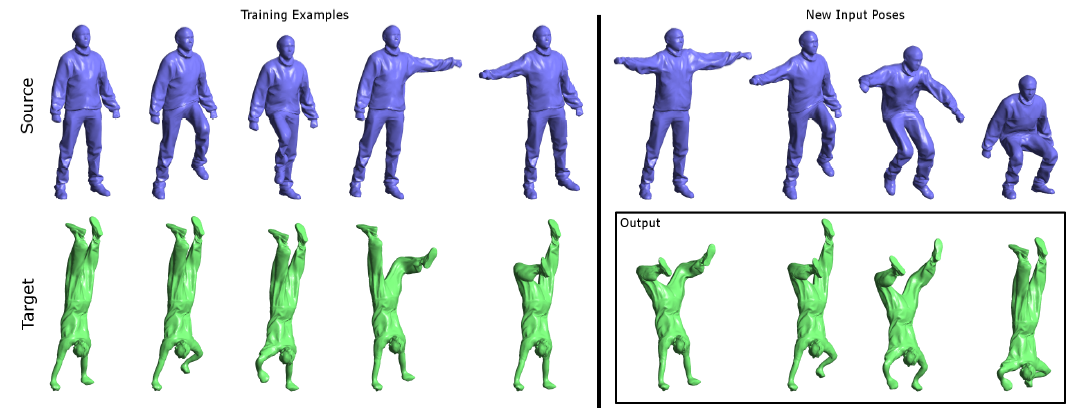 Training Examples
New Input Poses
Source
Target
Output